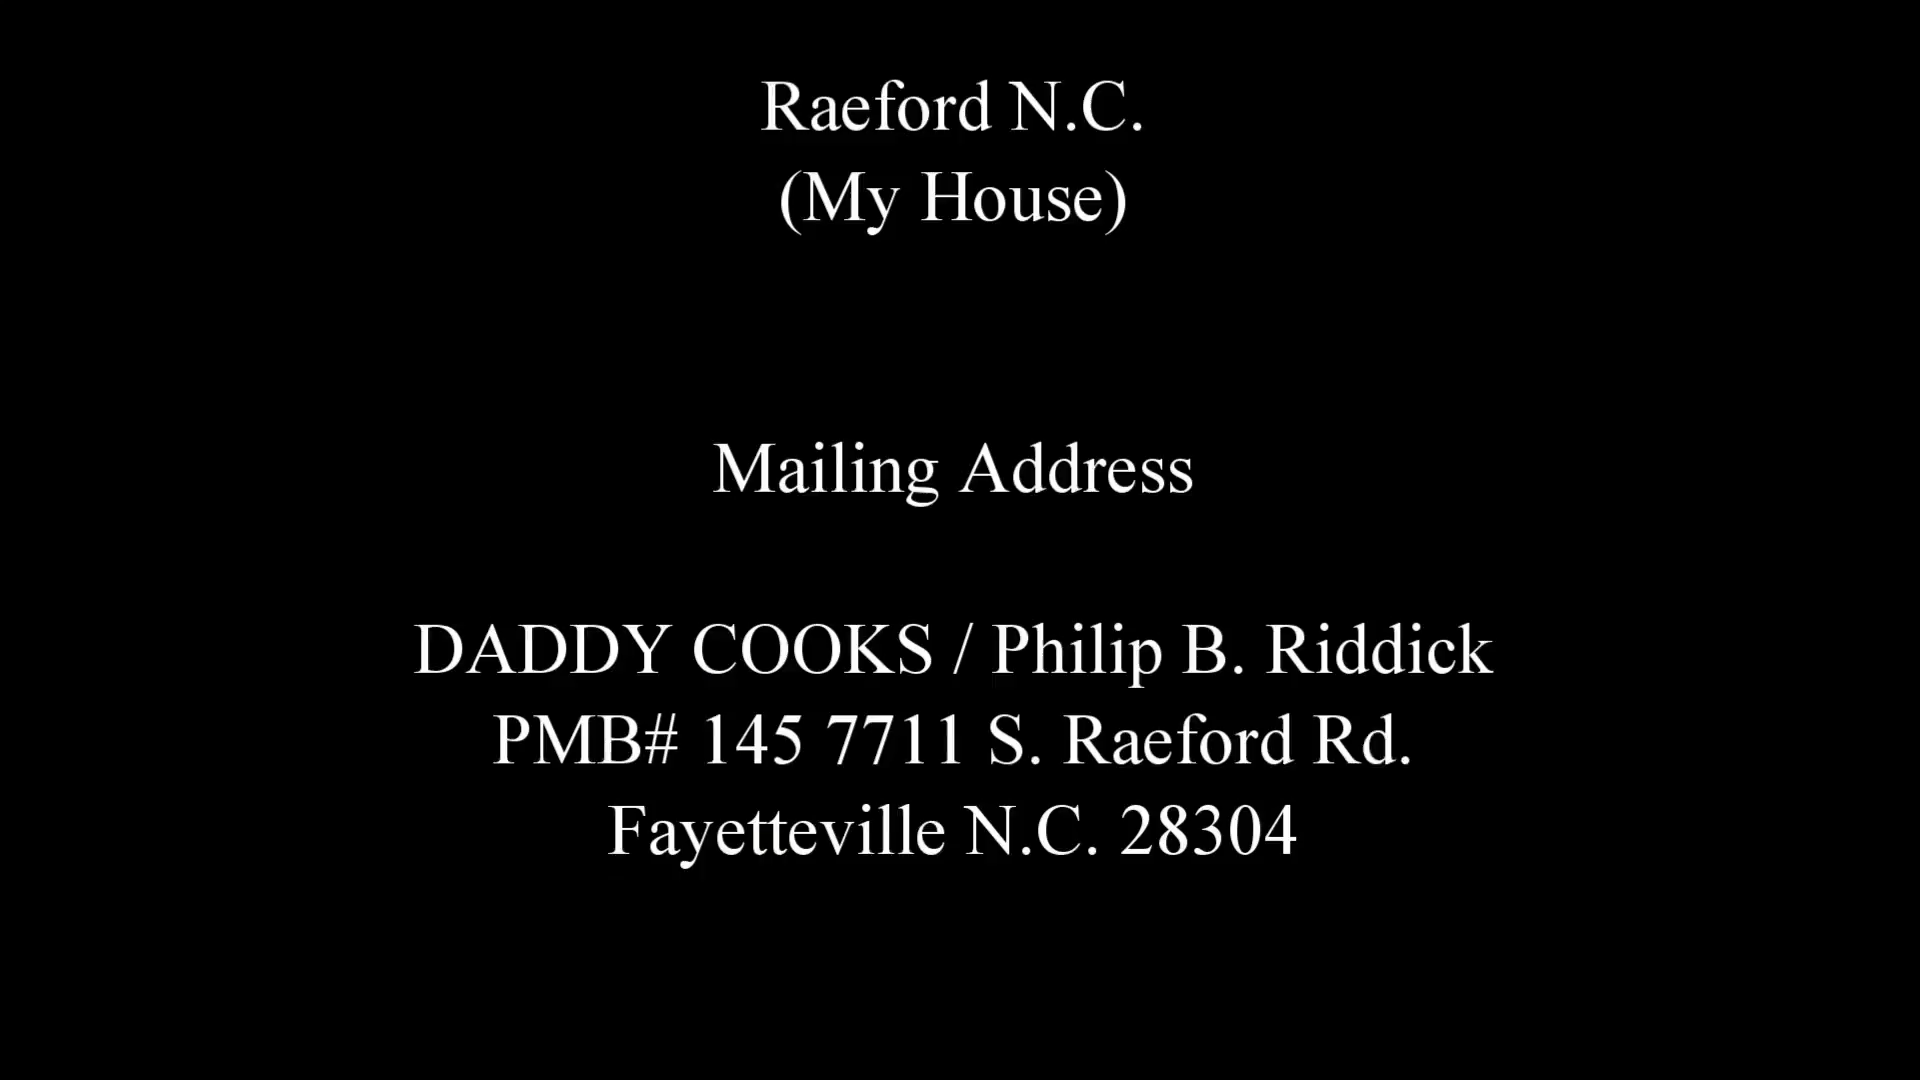 Raeford N.C.
(My House)
Mailing Address
DADDY COOKS / Philip B. Riddick
PMB# 145 7711 S. Raeford Rd.
Fayetteville N.C. 28304